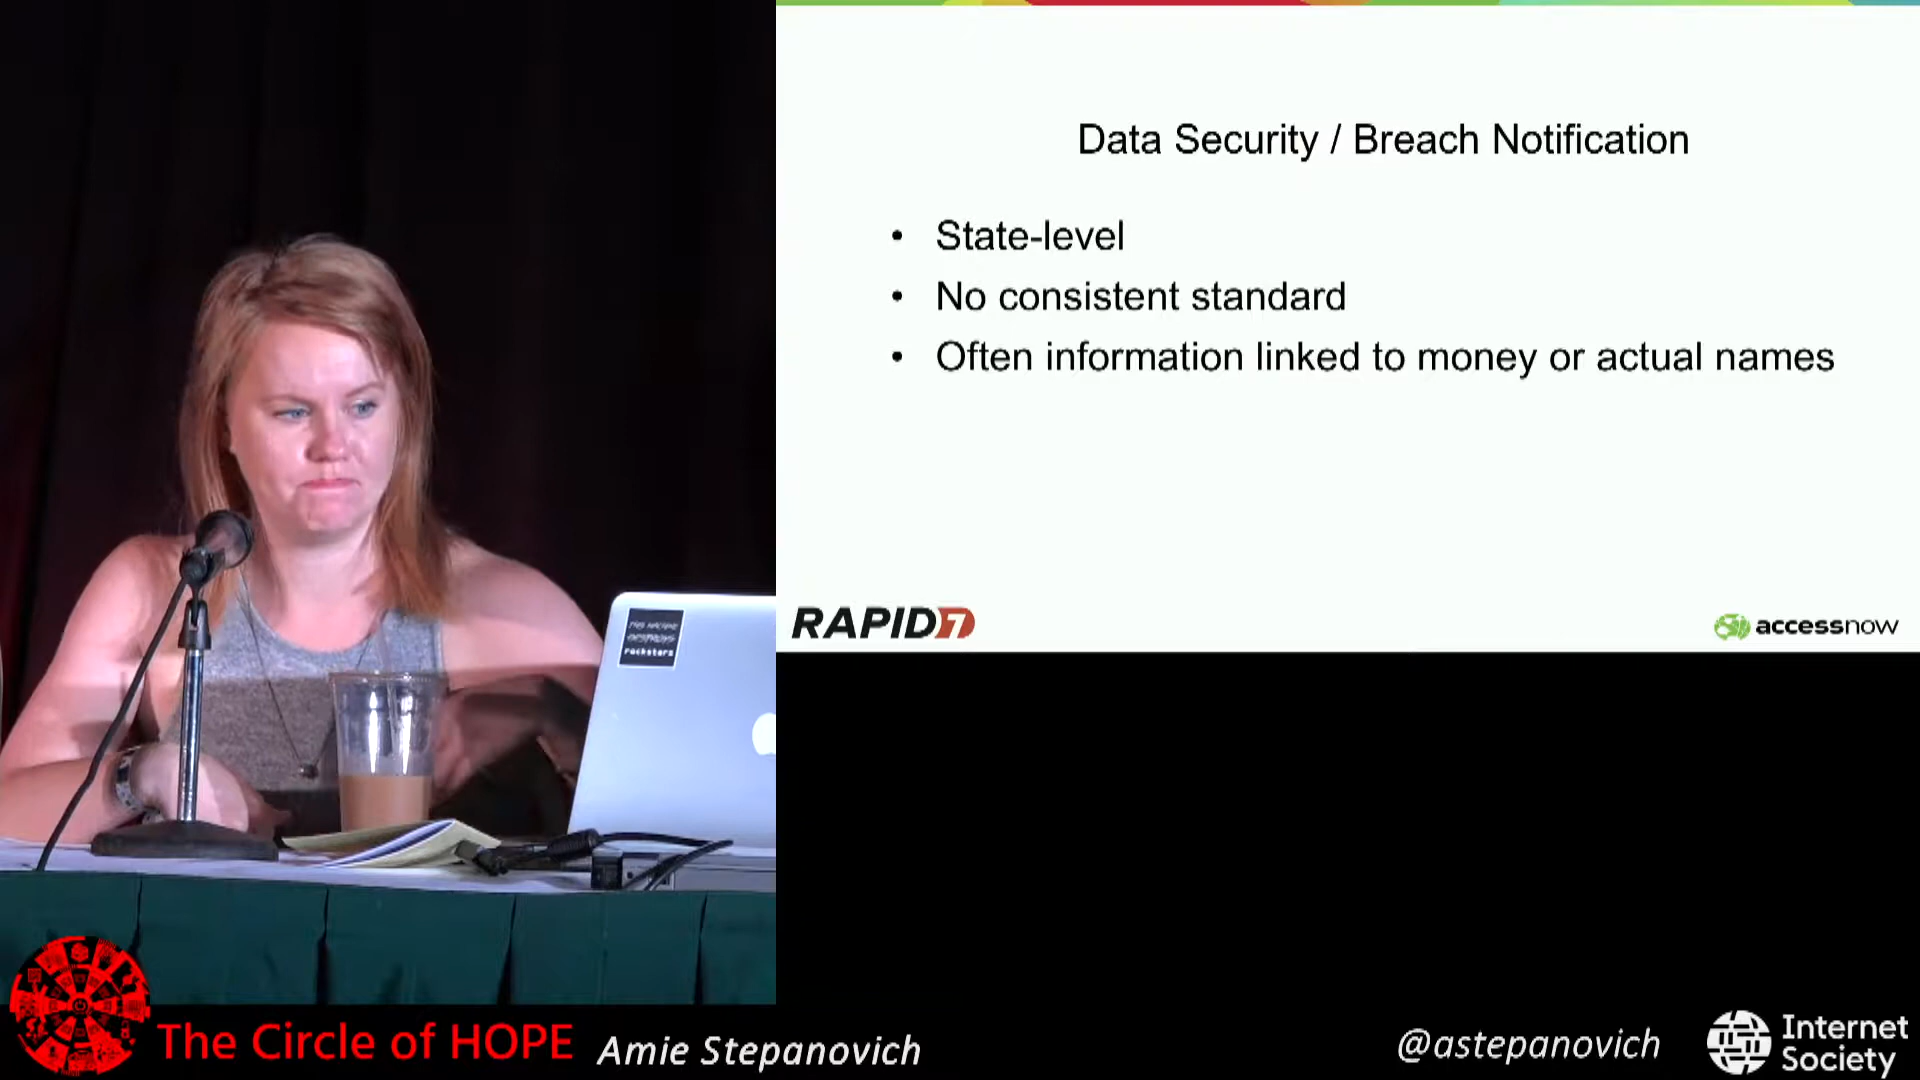 Data Security / Breach Notification
• State-level
• No consistent standard
• Often information linked to money or actual names
RAPID7
accessnow
rockstars
The Circle of HOPE
Amie Stepanovich
@astepanovich
Internet
Society